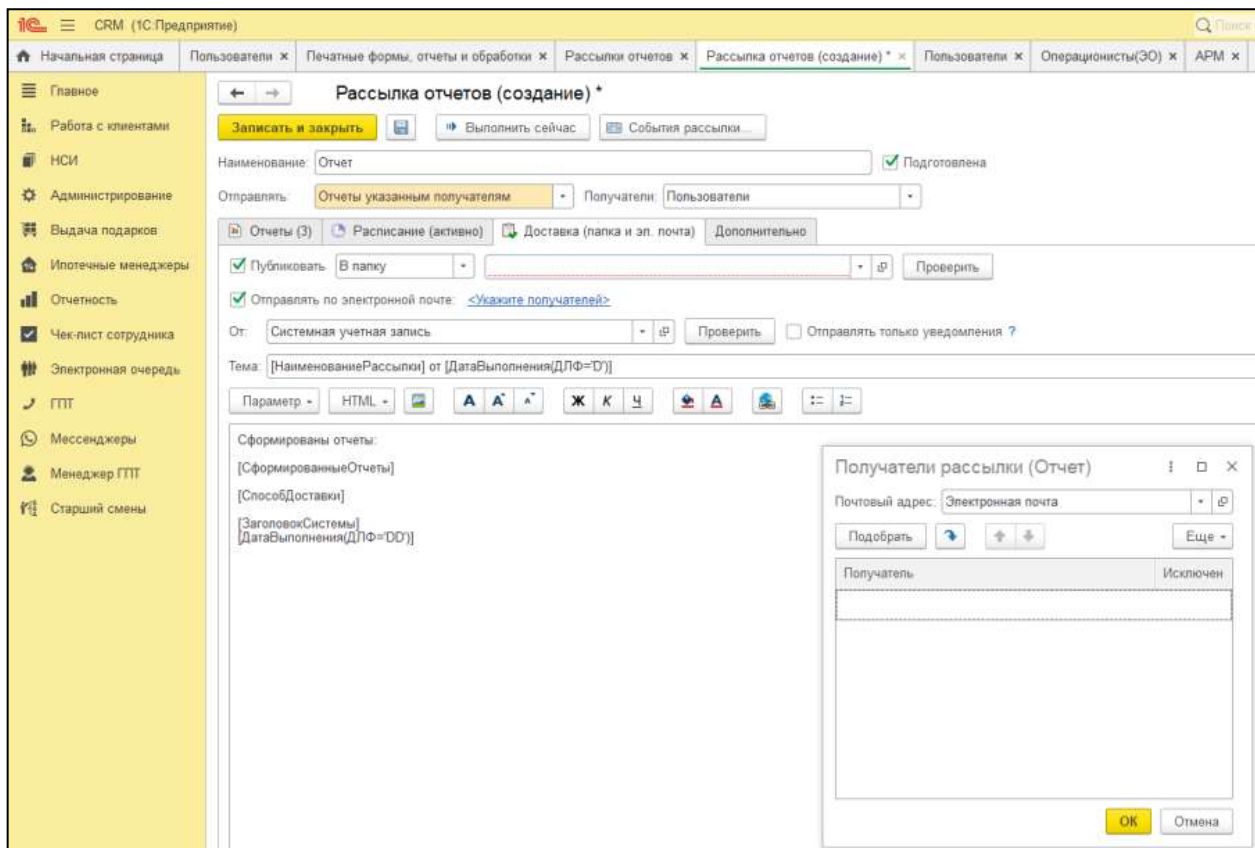 1С CRM (1С:Предприятие) Поиск
Начальная страница Пользователи × Печатные формы, отчеты и обработки × Рассылки отчетов × Рассылка отчетов (создание) * × Пользователи × Операционисты(ЭО) × АРМ ×
Главное
Работа с клиентами
НСИ
Администрирование
Выдача подарков
Ипотечные менеджеры
Отчетность
Чек-лист сотрудника
Электронная очередь
ГПТ
Мессенджеры
Менеджер ГПТ
Старший смены
Рассылка отчетов (создание) *
Записать и закрыть Выполнить сейчас События рассылки...
Наименование: Отчет Подготовлена
Отправлять: Отчеты указанным получателям Получатели: Пользователи
Отчеты (3) Расписание (активно) Доставка (папка и эл. почта) Дополнительно
Публиковать В папку Проверить
Отправлять по электронной почте: <Укажите получателей>
От: Системная учетная запись Проверить Отправлять только уведомления ?
Тема: [НаименованиеРассылки] от [ДатаВыполнения(ДЛФ='D')]
Параметр HTML А А А Ж К Ч А
Сформированы отчеты:
[СформированныеОтчеты]
[СпособДоставки]
[ЗаголовокСистемы]
[ДатаВыполнения(ДЛФ='DD')]
Получатели рассылки (Отчет)
Почтовый адрес: Электронная почта
Подобрать Еще
Получатель Исключен
ОК Отмена